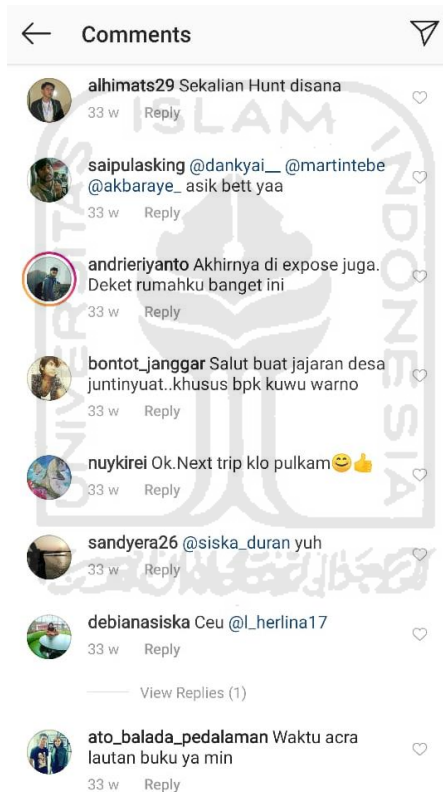 Comments
alhimats29 Sekalian Hunt disana
33 w Reply
saipulasking @dankyai__ @martintebe
@akbaraye_ asik bett yaa
33 w Reply
andrieriyanto Akhirnya di expose juga.
Deket rumahku banget ini
33 w Reply
bontot_janggar Salut buat jajaran desa
juntinyuat..khusus bpk kuwu warno
33 w Reply
nuykirei Ok.Next trip klo pulkam😊👍
33 w Reply
sandyera26 @siska_duran yuh
33 w Reply
debianasiska Ceu @l_herlina17
33 w Reply
View Replies (1)
ato_balada_pedalaman Waktu acra
lautan buku ya min
33 w Reply
UNIVERSITAS
ISLAM
INDONESIA